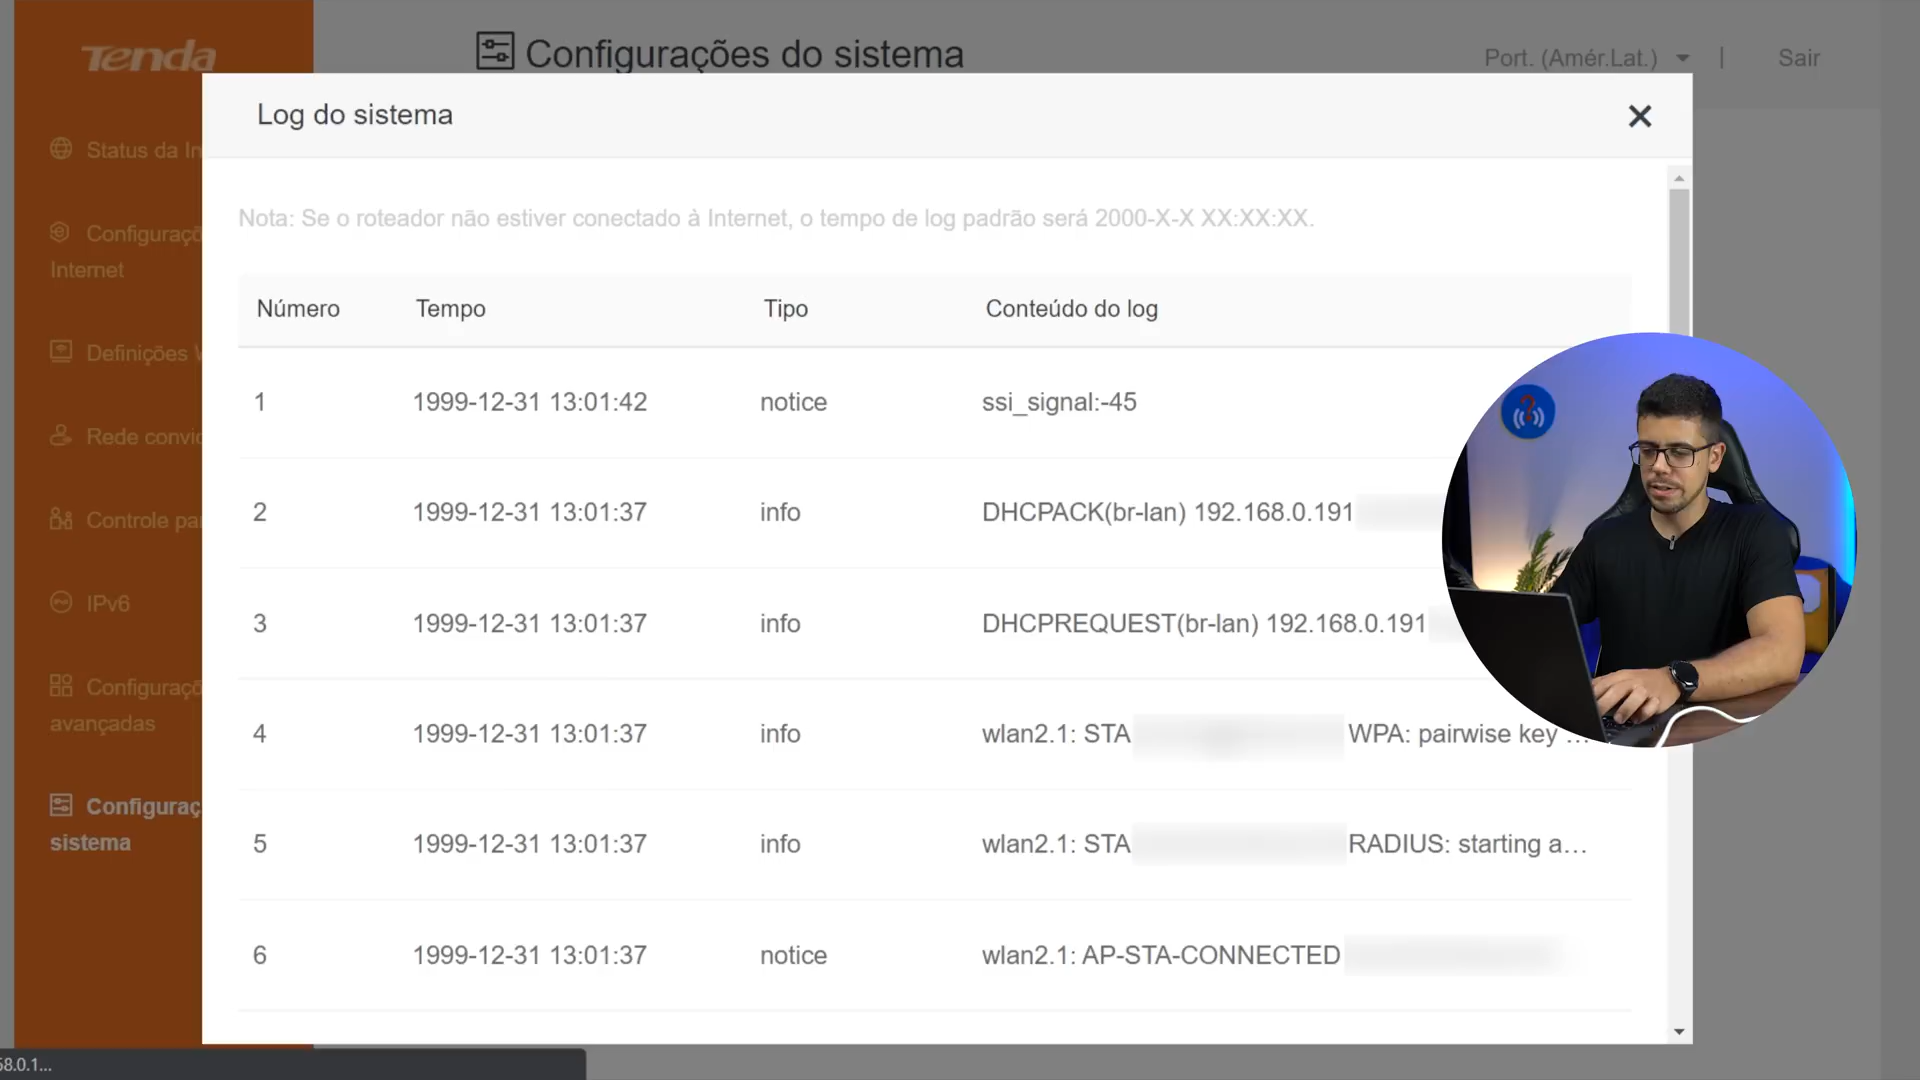 Tenda
Configurações do sistema
Port. (Amér.Lat.)
|
Sair
Log do sistema
Status da In
Configuraçõ
Internet
Definições
Rede convi
Controle pa
IPv6
Configuraçõ
avançadas
Configuraç
sistema
Nota: Se o roteador não estiver conectado à Internet, o tempo de log padrão será 2000-X-X XX:XX:XX.
Número Tempo Tipo Conteúdo do log
1 1999-12-31 13:01:42 notice ssi_signal:-45
2 1999-12-31 13:01:37 info DHCPACK(br-lan) 192.168.0.191
3 1999-12-31 13:01:37 info DHCPREQUEST(br-lan) 192.168.0.191
4 1999-12-31 13:01:37 info wlan2.1: STA WPA: pairwise key ...
5 1999-12-31 13:01:37 info wlan2.1: STA RADIUS: starting a...
6 1999-12-31 13:01:37 notice wlan2.1: AP-STA-CONNECTED
68.0.1...